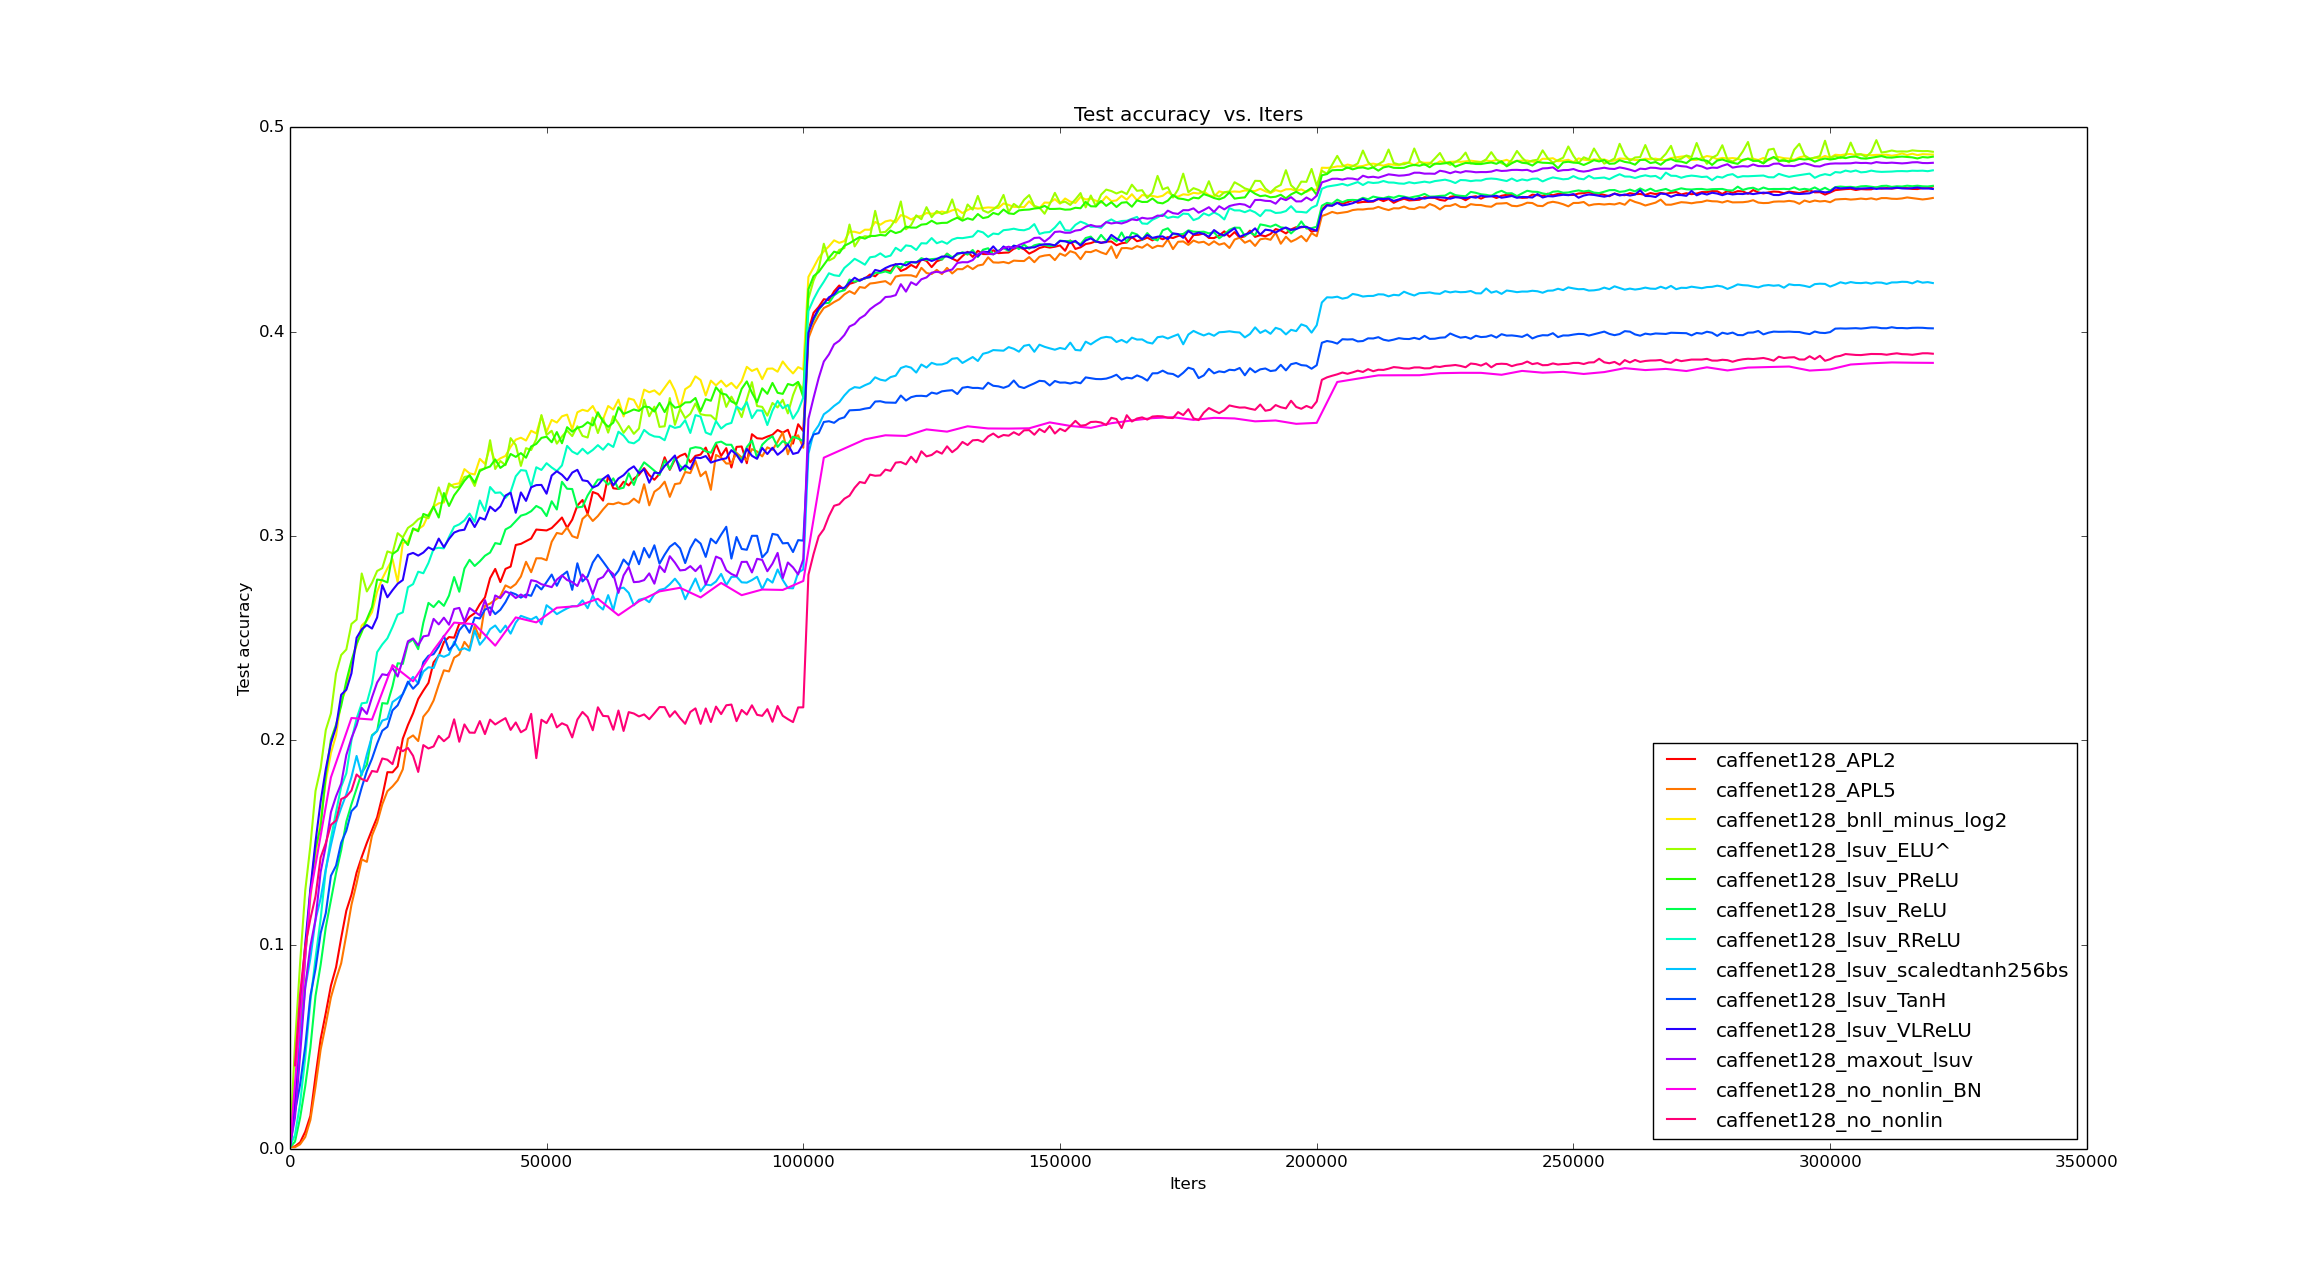 Test accuracy  vs. Iters
0.5
0.4
0.3
0.2
0.1
0.0
Test accuracy
0
50000
100000
150000
200000
250000
300000
350000
Iters
caffenet128_APL2
caffenet128_APL5
caffenet128_bnll_minus_log2
caffenet128_lsuv_ELU^
caffenet128_lsuv_PReLU
caffenet128_lsuv_ReLU
caffenet128_lsuv_RReLU
caffenet128_lsuv_scaledtanh256bs
caffenet128_lsuv_TanH
caffenet128_lsuv_VLReLU
caffenet128_maxout_lsuv
caffenet128_no_nonlin_BN
caffenet128_no_nonlin